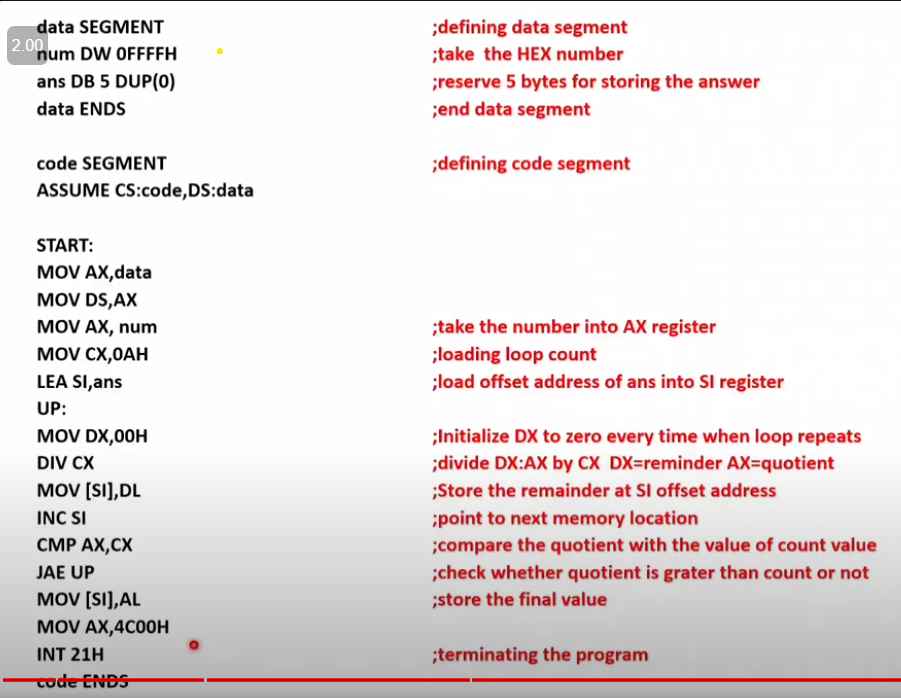 data SEGMENT ;defining data segment
2.00
num DW 0FFFFH ;take the HEX number
ans DB 5 DUP(0) ;reserve 5 bytes for storing the answer
data ENDS ;end data segment
code SEGMENT ;defining code segment
ASSUME CS:code,DS:data
START:
MOV AX,data
MOV DS,AX
MOV AX, num ;take the number into AX register
MOV CX,0AH ;loading loop count
LEA SI,ans ;load offset address of ans into SI register
UP:
MOV DX,00H ;Initialize DX to zero every time when loop repeats
DIV CX ;divide DX:AX by CX DX=reminder AX=quotient
MOV [SI],DL ;Store the remainder at SI offset address
INC SI ;point to next memory location
CMP AX,CX ;compare the quotient with the value of count value
JAE UP ;check whether quotient is grater than count or not
MOV [SI],AL ;store the final value
MOV AX,4C00H
INT 21H ;terminating the program
code ENDS